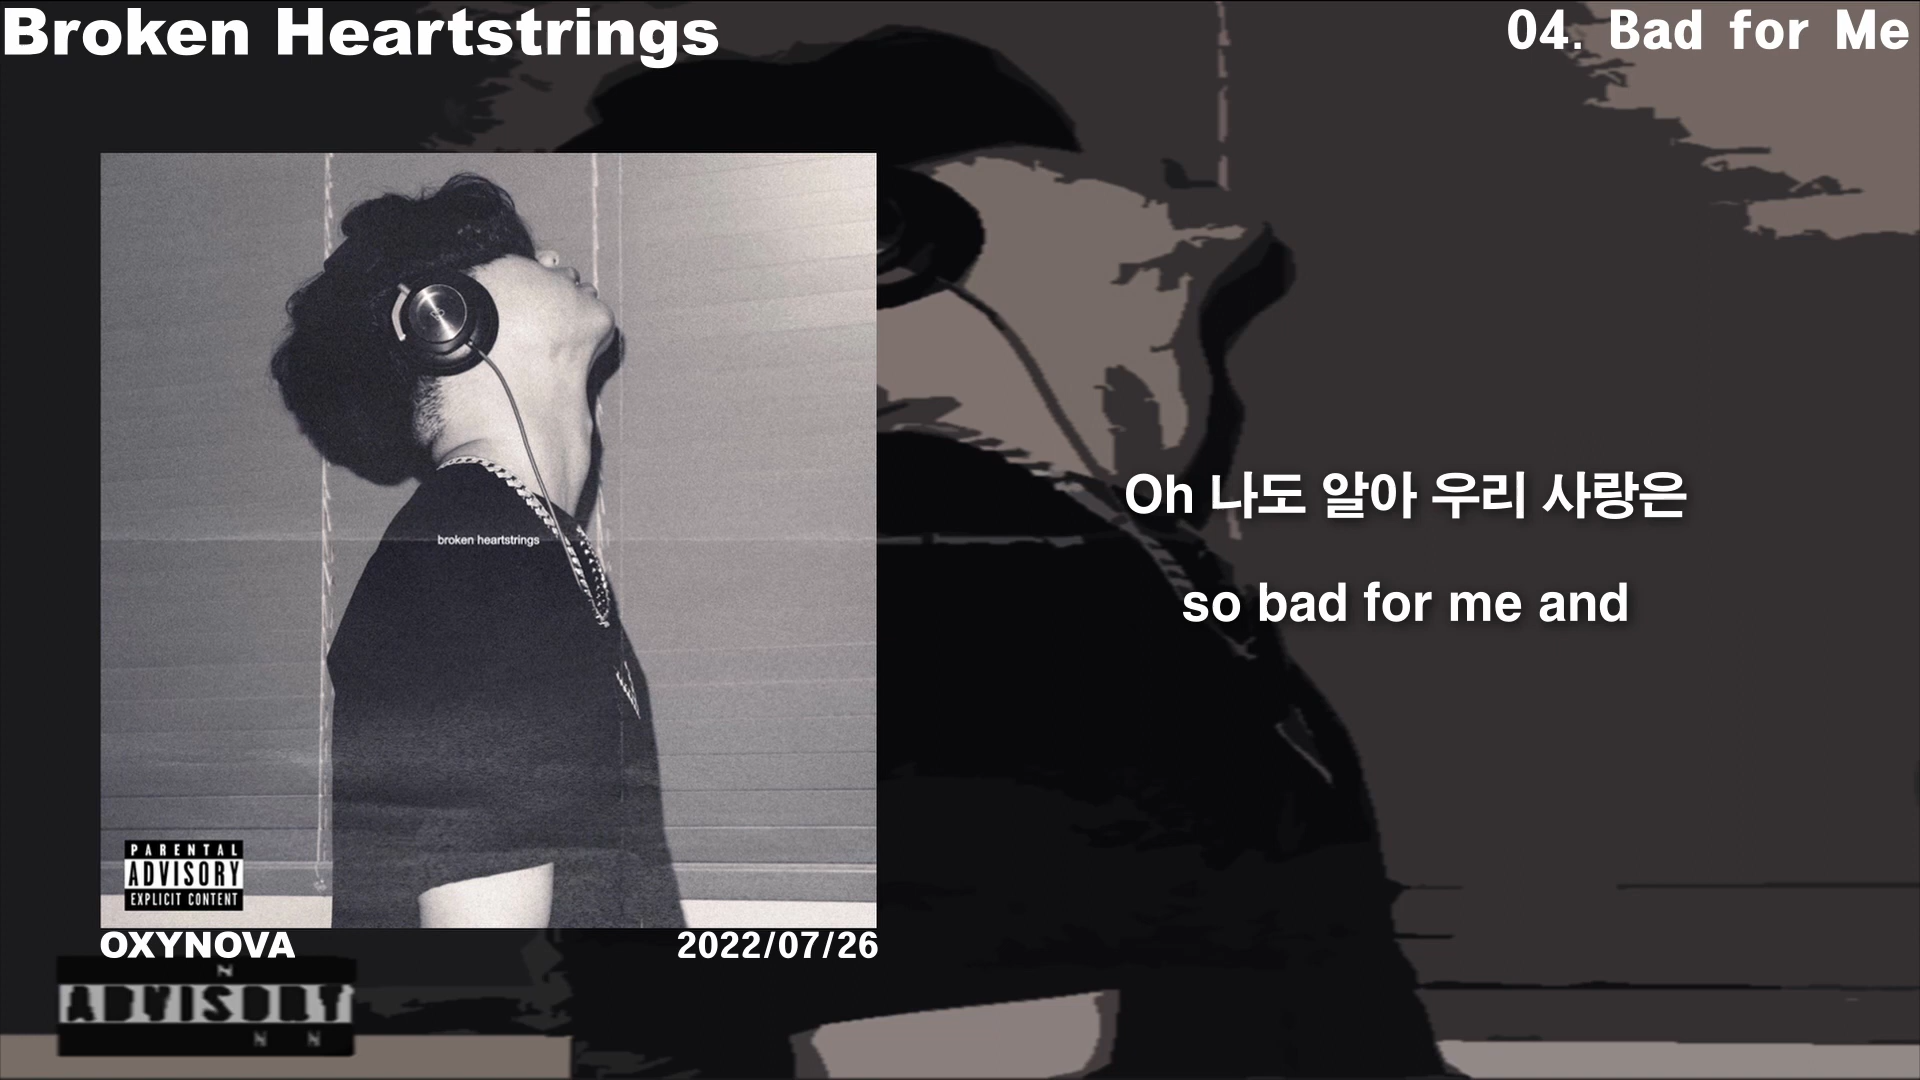 Broken Heartstrings
04. Bad for Me
broken heartstrings
Oh 나도 알아 우리 사랑은
so bad for me and
PARENTAL
ADVISORY
EXPLICIT CONTENT
OXYNOVA
2022/07/26
ADVISORY